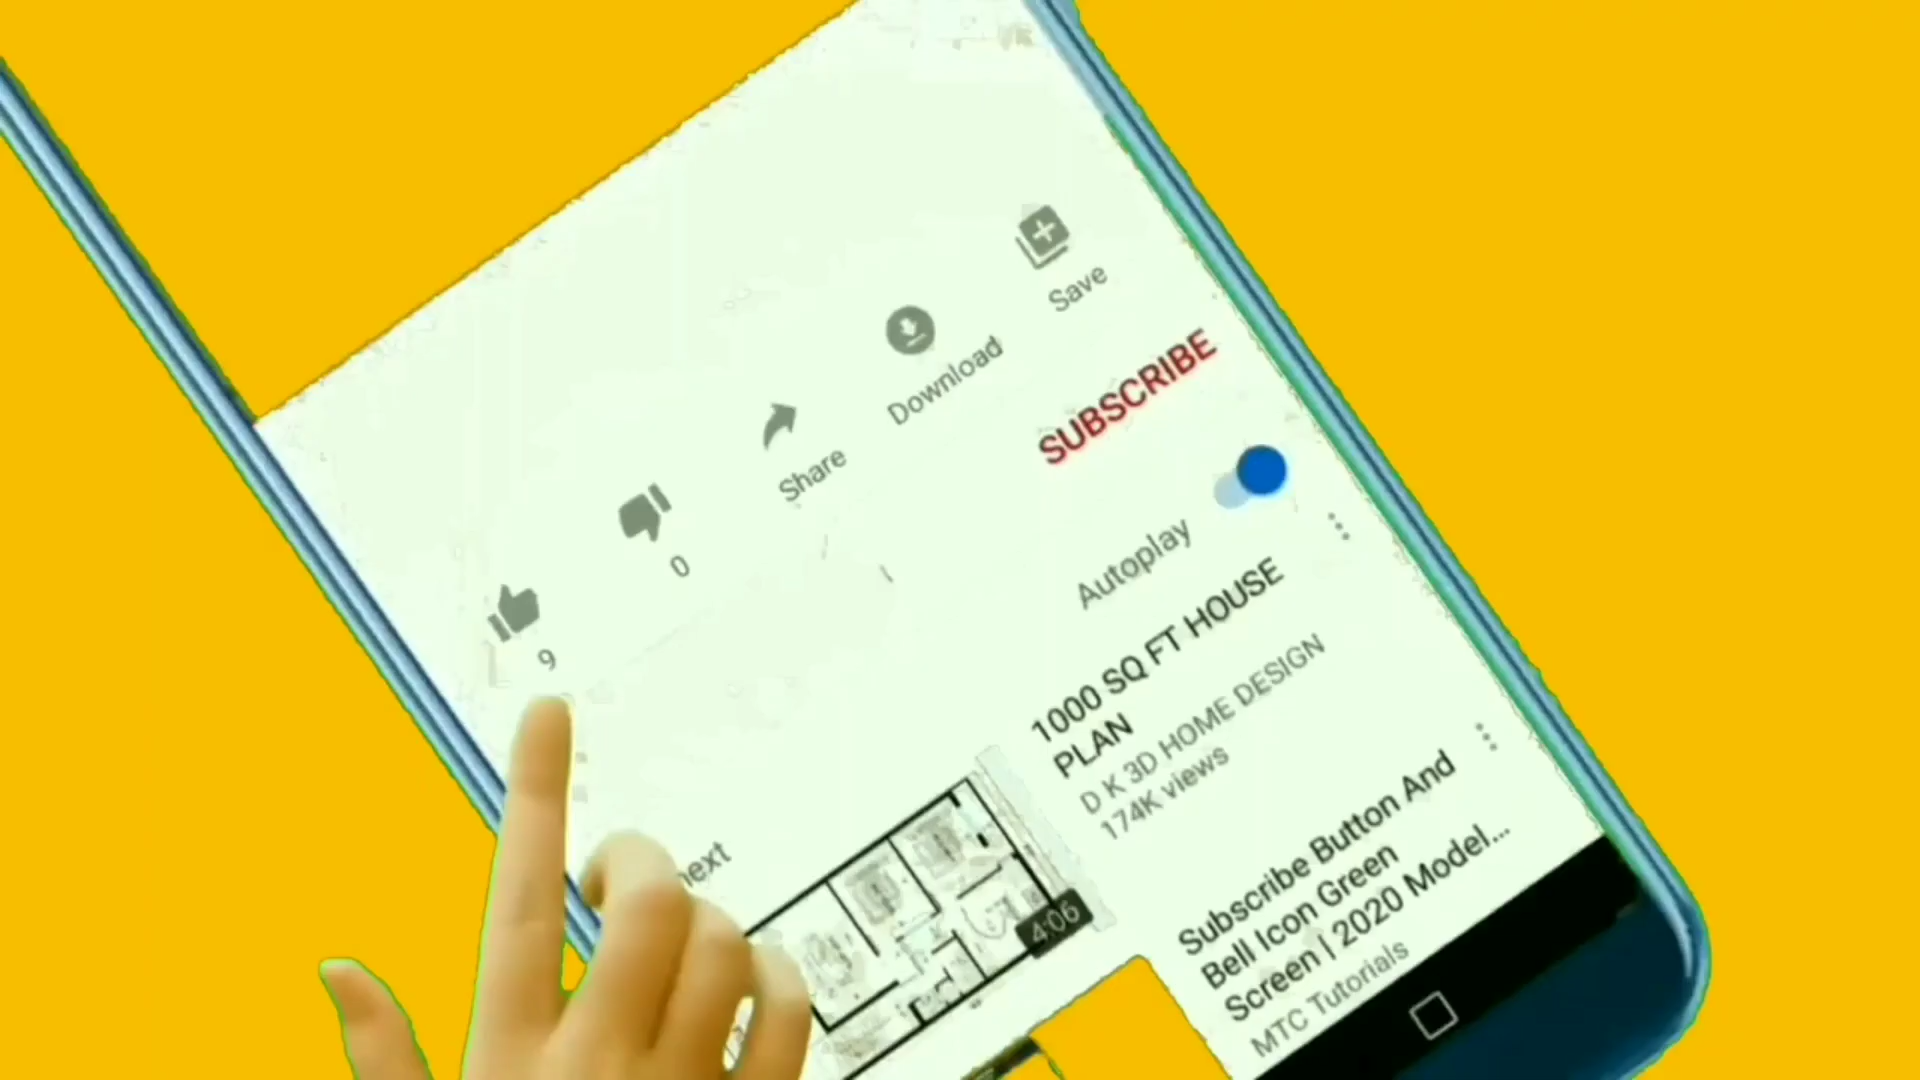 Save
Download
Share
0
9
SUBSCRIBE
Autoplay
next
1000 SQ FT HOUSE
PLAN
D K 3D HOME DESIGN
174K views
4:06
Subscribe Button And
Bell Icon Green
Screen | 2020 Model...
MTC Tutorials